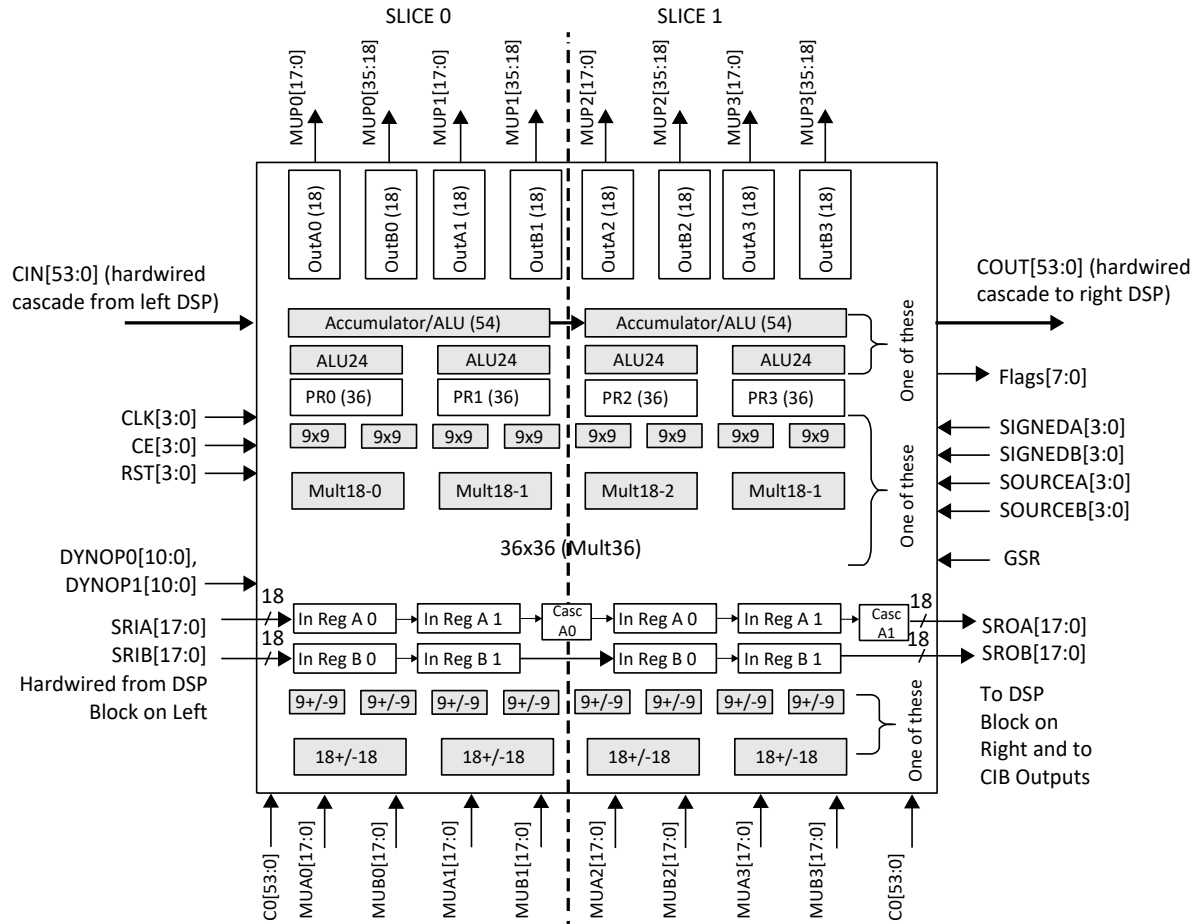 SLICE 0
SLICE 1
MUP0[17:0]
MUP0[35:18]
MUP1[17:0]
MUP1[35:18]
MUP2[17:0]
MUP2[35:18]
MUP3[17:0]
MUP3[35:18]
OutA0 (18)
OutB0 (18)
OutA1 (18)
OutB1 (18)
OutA2 (18)
OutB2 (18)
OutA3 (18)
OutB3 (18)
CIN[53:0] (hardwired
cascade from left DSP)
COUT[53:0] (hardwired
cascade to right DSP)
Accumulator/ALU (54)
Accumulator/ALU (54)
ALU24
ALU24
ALU24
ALU24
One of these
Flags[7:0]
PR0 (36)
PR1 (36)
PR2 (36)
PR3 (36)
CLK[3:0]
CE[3:0]
RST[3:0]
9x9
9x9
9x9
9x9
9x9
9x9
9x9
9x9
Mult18-0
Mult18-1
Mult18-2
Mult18-1
One of these
SIGNEDA[3:0]
SIGNEDB[3:0]
SOURCEA[3:0]
SOURCEB[3:0]
36x36 (Mult36)
GSR
DYNOP0[10:0],
DYNOP1[10:0]
18
SRIA[17:0]
In Reg A 0
In Reg A 1
Casc
A0
In Reg A 0
In Reg A 1
Casc
A1
18
SROA[17:0]
18
SRIB[17:0]
In Reg B 0
In Reg B 1
In Reg B 0
In Reg B 1
18
SROB[17:0]
Hardwired from DSP
Block on Left
9+/-9
9+/-9
9+/-9
9+/-9
9+/-9
9+/-9
9+/-9
9+/-9
18+/-18
18+/-18
18+/-18
18+/-18
One of these
To DSP
Block on
Right and to
CIB Outputs
C0[53:0]
MUA0[17:0]
MUB0[17:0]
MUA1[17:0]
MUB1[17:0]
MUA2[17:0]
MUB2[17:0]
MUA3[17:0]
MUB3[17:0]
C0[53:0]